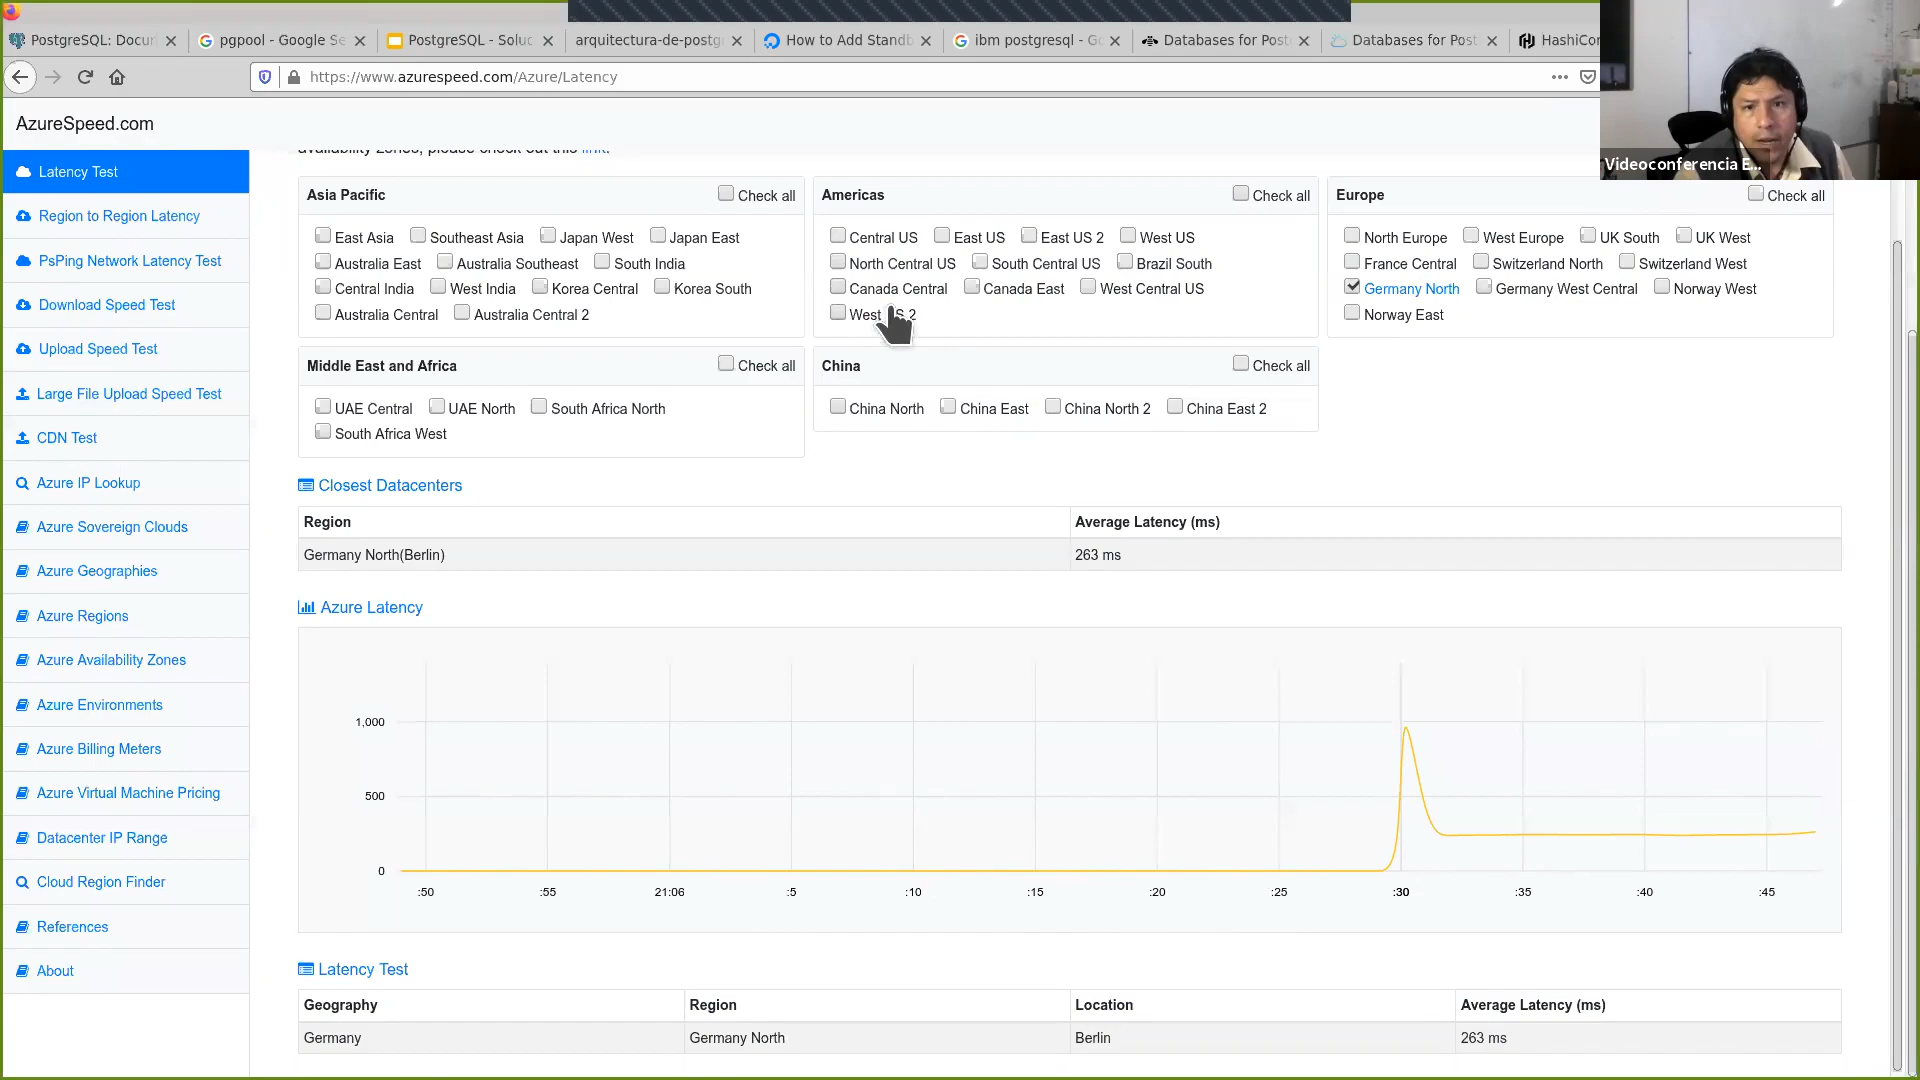 PostgreSQL: Docu
pgpool - Google Se
PostgreSQL - Soluc
arquitectura-de-postg
How to Add Standb
ibm postgresql - Go
Databases for Post
Databases for Post
HashiCor
https://www.azurespeed.com/Azure/Latency
Videoconferencia E...
AzureSpeed.com
availability zones, please check out this link.
Latency Test
Region to Region Latency
PsPing Network Latency Test
Download Speed Test
Upload Speed Test
Large File Upload Speed Test
CDN Test
Azure IP Lookup
Azure Sovereign Clouds
Azure Geographies
Azure Regions
Azure Availability Zones
Azure Environments
Azure Billing Meters
Azure Virtual Machine Pricing
Datacenter IP Range
Cloud Region Finder
References
About
Asia Pacific Check all
East Asia Southeast Asia Japan West Japan East
Australia East Australia Southeast South India
Central India West India Korea Central Korea South
Australia Central Australia Central 2
Americas Check all
Central US East US East US 2 West US
North Central US South Central US Brazil South
Canada Central Canada East West Central US
West US 2
Europe Check all
North Europe West Europe UK South UK West
France Central Switzerland North Switzerland West
Germany North Germany West Central Norway West
Norway East
Middle East and Africa Check all
UAE Central UAE North South Africa North
South Africa West
China Check all
China North China East China North 2 China East 2
Closest Datacenters
Region Average Latency (ms)
Germany North(Berlin) 263 ms
Azure Latency
1,000
500
0
:50 :55 21:06 :5 :10 :15 :20 :25 :30 :35 :40 :45
Latency Test
Geography Region Location Average Latency (ms)
Germany Germany North Berlin 263 ms